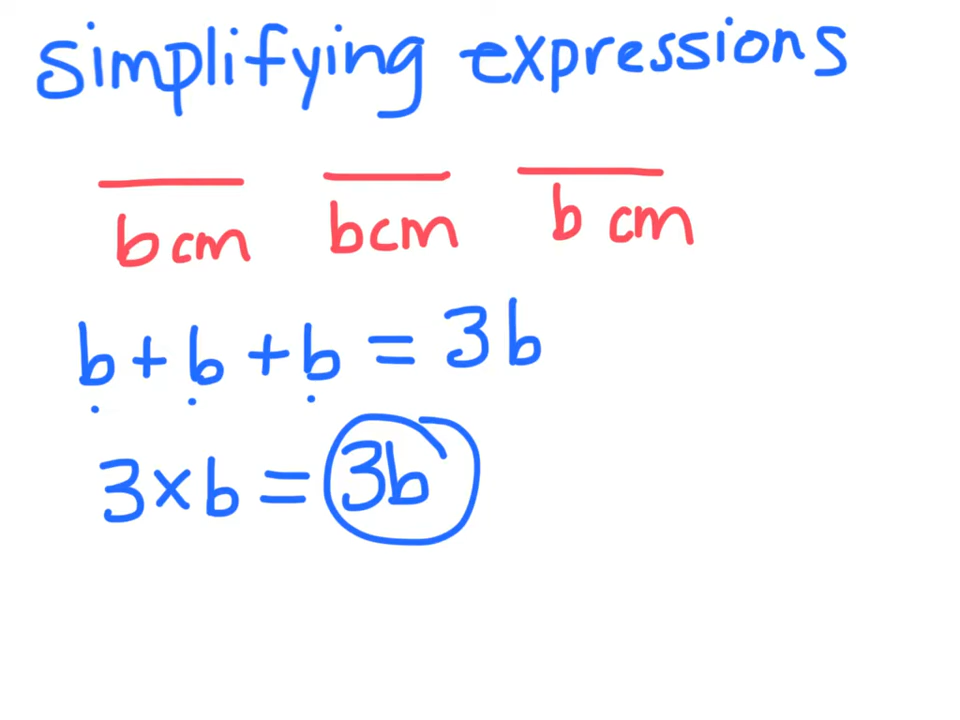 simplifying expressions
b cm b cm b cm
b + b + b = 3b
3 × b = 3b